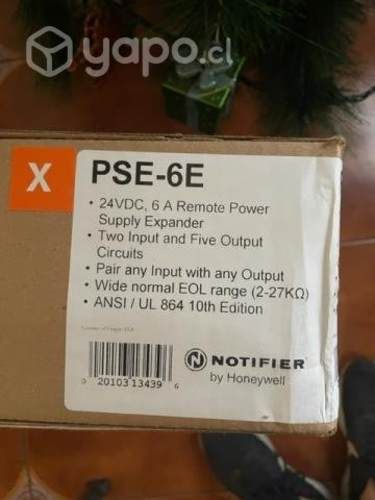 yapo.cl
X
PSE-6E
• 24VDC, 6 A Remote Power
Supply Expander
• Two Input and Five Output
Circuits
• Pair any Input with any Output
• Wide normal EOL range (2-27KΩ)
• ANSI / UL 864 10th Edition
N NOTIFIER®
by Honeywell
0 20103 13439 6